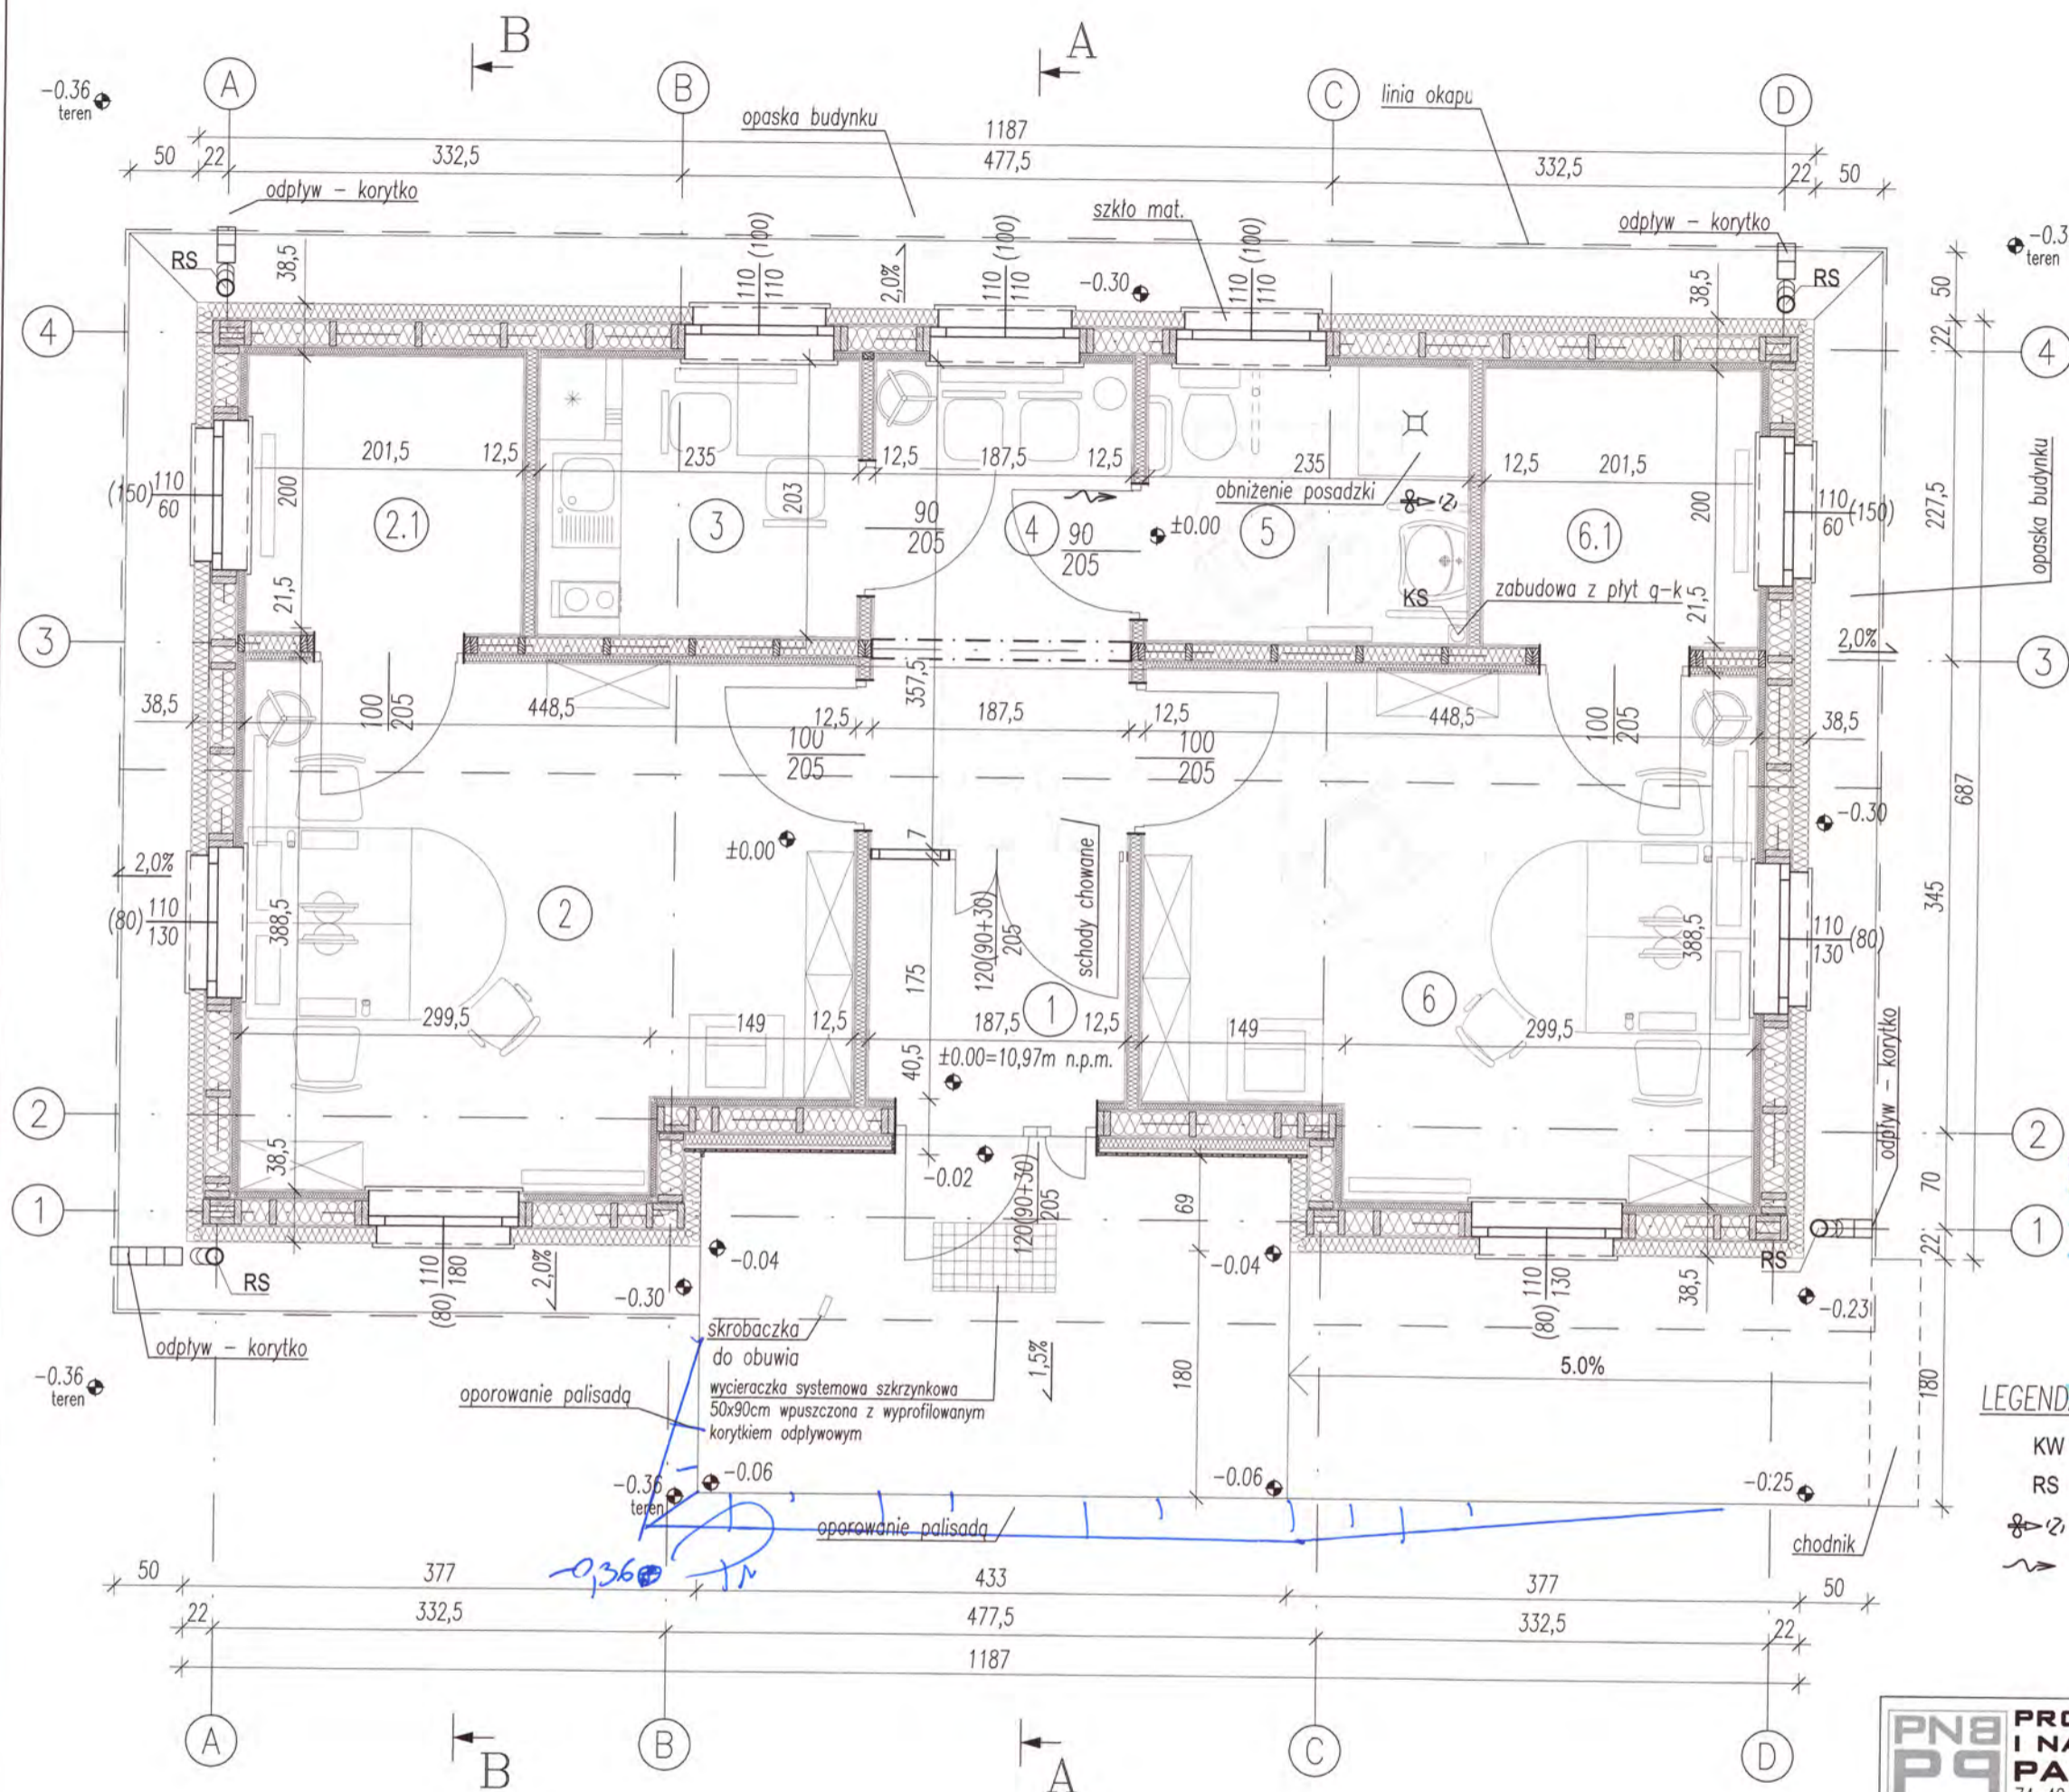 B
A
A
B
C
D
-0.36
teren
opaska budynku
linia okapu
1187
50
22
332,5
477,5
332,5
22
50
odpływ – korytko
szkło mat.
odpływ – korytko
teren
RS
38,5
110 (100)
110
2,0%
110 (100)
110
-0.30
110 (100)
110
38,5
RS
50
4
22
4
201,5
12,5
235
12,5
187,5
12,5
235
12,5
201,5
(150)
110
60
200
2.1
3
203
90
205
4
90
205
±0.00
obniżenie posadzki
5
200
6.1
110
60
(150)
227,5
opaska budynku
21,5
KS
zabudowa z płyt g-k
21,5
2,0%
3
3
38,5
100
205
448,5
12,5
357,5
187,5
12,5
448,5
100
205
38,5
100
205
100
205
687
±0.00
7
schody chowane
-0.30
2,0%
(80)
110
130
388,5
2
120(90+30)
205
175
388,5
110
130
(80)
345
299,5
149
12,5
187,5
1
12,5
149
6
299,5
40,5
±0.00=10,97m n.p.m.
odpływ – korytko
2
2
38,5
-0.02
120(90+30)
205
69
70
1
1
RS
(80)
110
180
2,0%
-0.30
-0.04
-0.04
(80)
110
130
38,5
RS
22
-0.23
odpływ – korytko
skrobaczka
do obuwia
1,5%
180
5.0%
180
-0.36
teren
oporowanie palisadą
wycieraczka systemowa szkrzynkowa
50x90cm wpuszczona z wyprofilowanym
korytkiem odpływowym
LEGEND
KW
RS
-0.36
teren
-0.06
-0.06
-0.25
oporowanie palisadą
chodnik
-0,36
50
377
433
377
50
22
332,5
477,5
332,5
22
1187
A
B
B
A
C
D
PNB
PP
PRO
I NA
PA